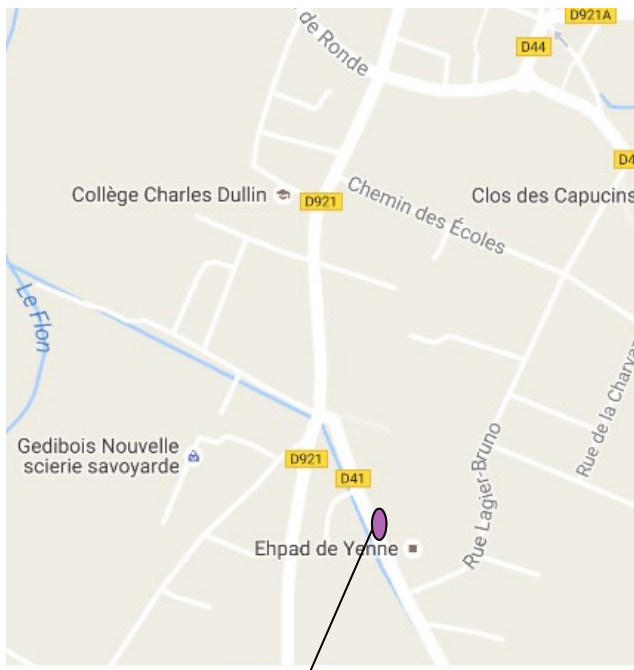 D921A
de Ronde
D44
D4
Collège Charles Dullin
D921
Chemin des Écoles
Clos des Capucins
Le Flon
Rue de la Charvaz
Gedibois Nouvelle
scierie savoyarde
D921
D41
Rue Lagier-Bruno
Ehpad de Yenne